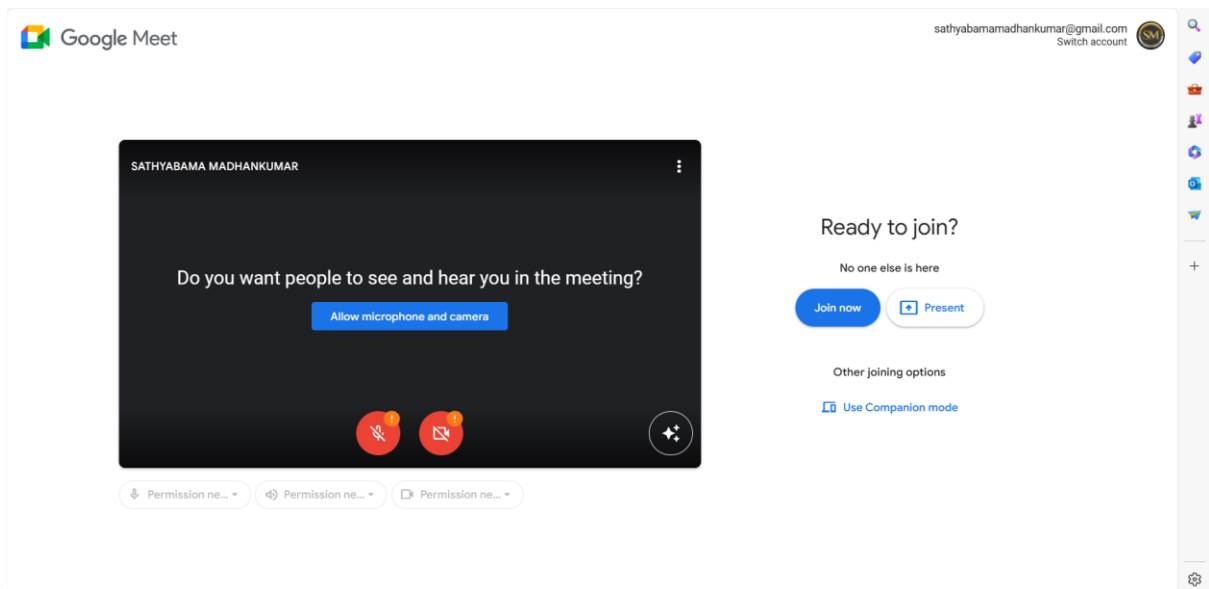 Google Meet
sathyabamamadhankumar@gmail.com
Switch account
SM
SATHYABAMA MADHANKUMAR
Do you want people to see and hear you in the meeting?
Allow microphone and camera
Permission ne...
Permission ne...
Permission ne...
Ready to join?
No one else is here
Join now
Present
Other joining options
Use Companion mode